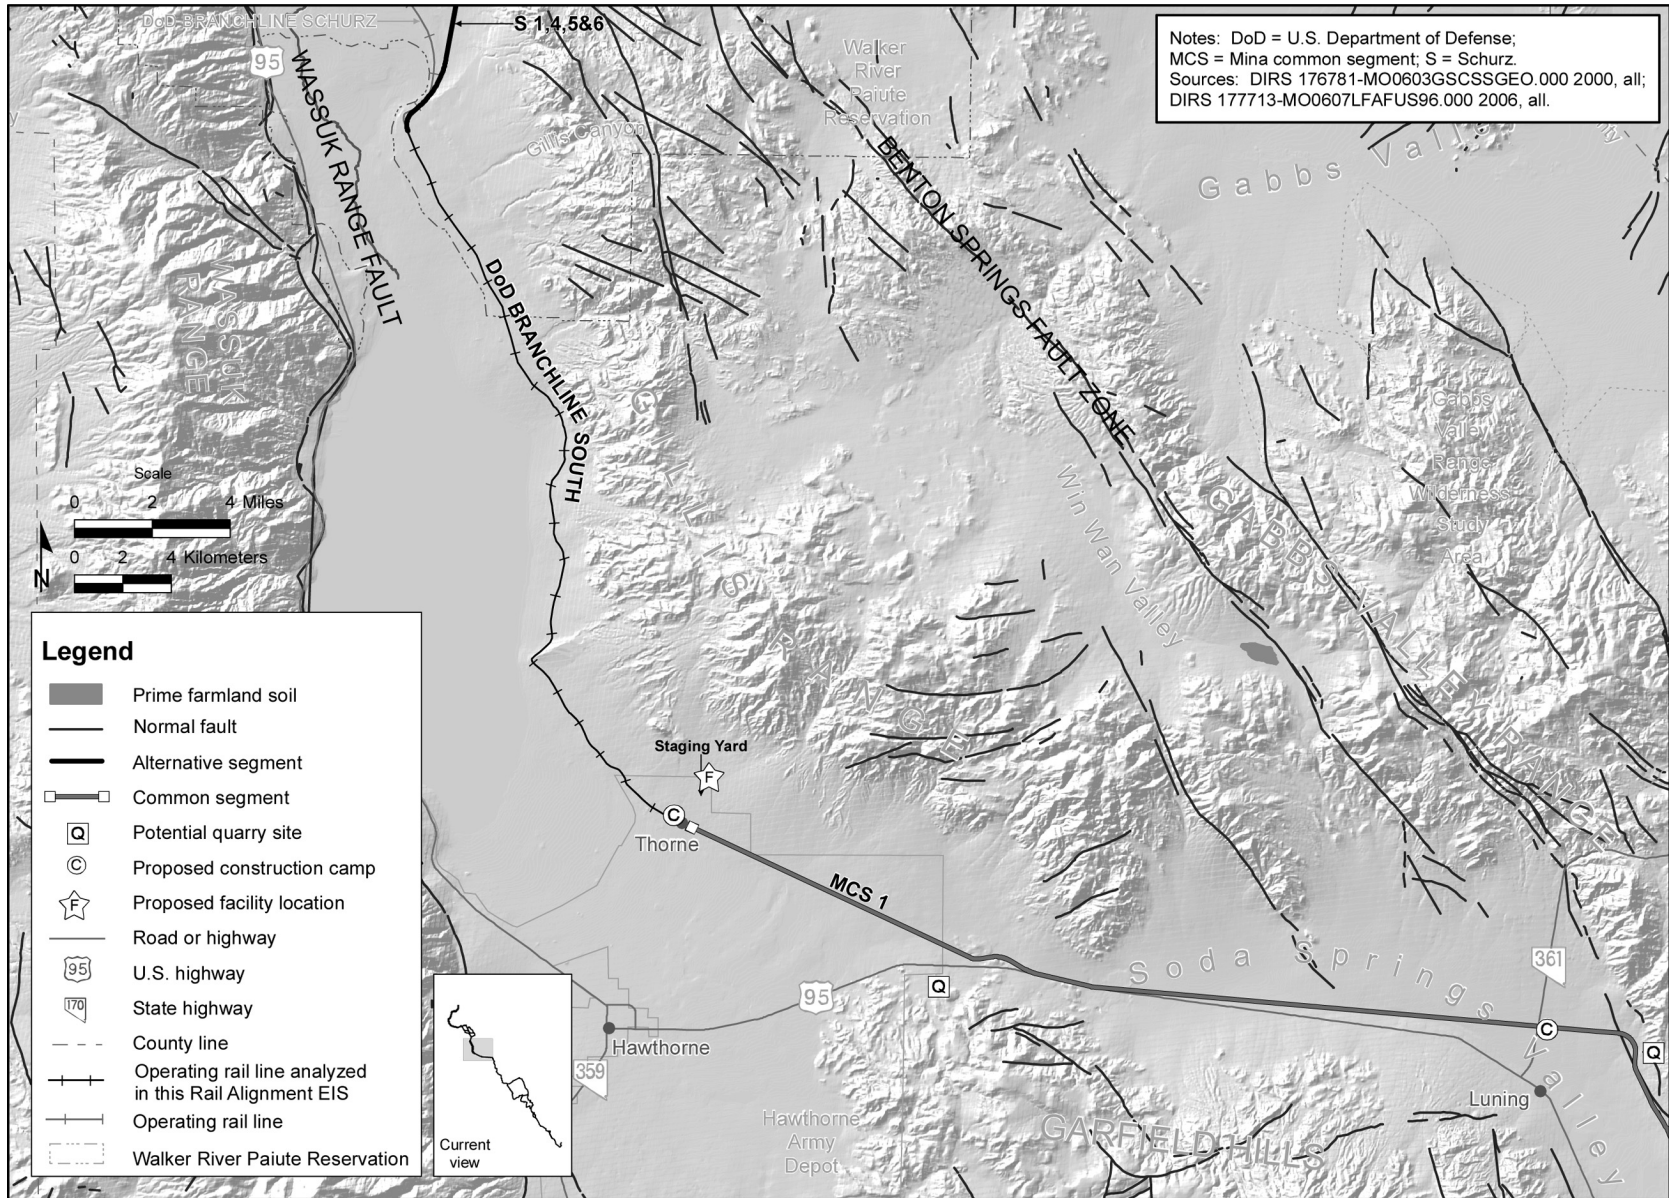 DoD BRANCHLINE SCHURZ
S 1,4,5&6
95
WASSUK RANGE FAULT
WASSUK
RANGE
Walker
River
Paiute
Reservation
Gillis Canyon
Notes: DoD = U.S. Department of Defense;
MCS = Mina common segment; S = Schurz.
Sources: DIRS 176781-MO0603GSCSSGEO.000 2000, all;
DIRS 177713-MO0607LFAFUS96.000 2006, all.
Gabbs Valley
BENTON SPRINGS FAULT ZONE
DoD BRANCHLINE SOUTH
GILLIS RANGE
Win Wan Valley
GABBS VALLEY RANGE
Gabbs
Valley
Range
Wilderness
Study
Area
Scale
0 2 4 Miles
0 2 4 Kilometers
N
Legend
Prime farmland soil
Normal fault
Alternative segment
Common segment
Q Potential quarry site
C Proposed construction camp
F Proposed facility location
Road or highway
95 U.S. highway
170 State highway
County line
Operating rail line analyzed
in this Rail Alignment EIS
Operating rail line
Walker River Paiute Reservation
Current
view
Staging Yard
F
C
Thorne
MCS 1
Q
95
Hawthorne
359
Hawthorne
Army
Depot
Soda Springs Valley
361
C
Q
Luning
GARFIELD HILLS